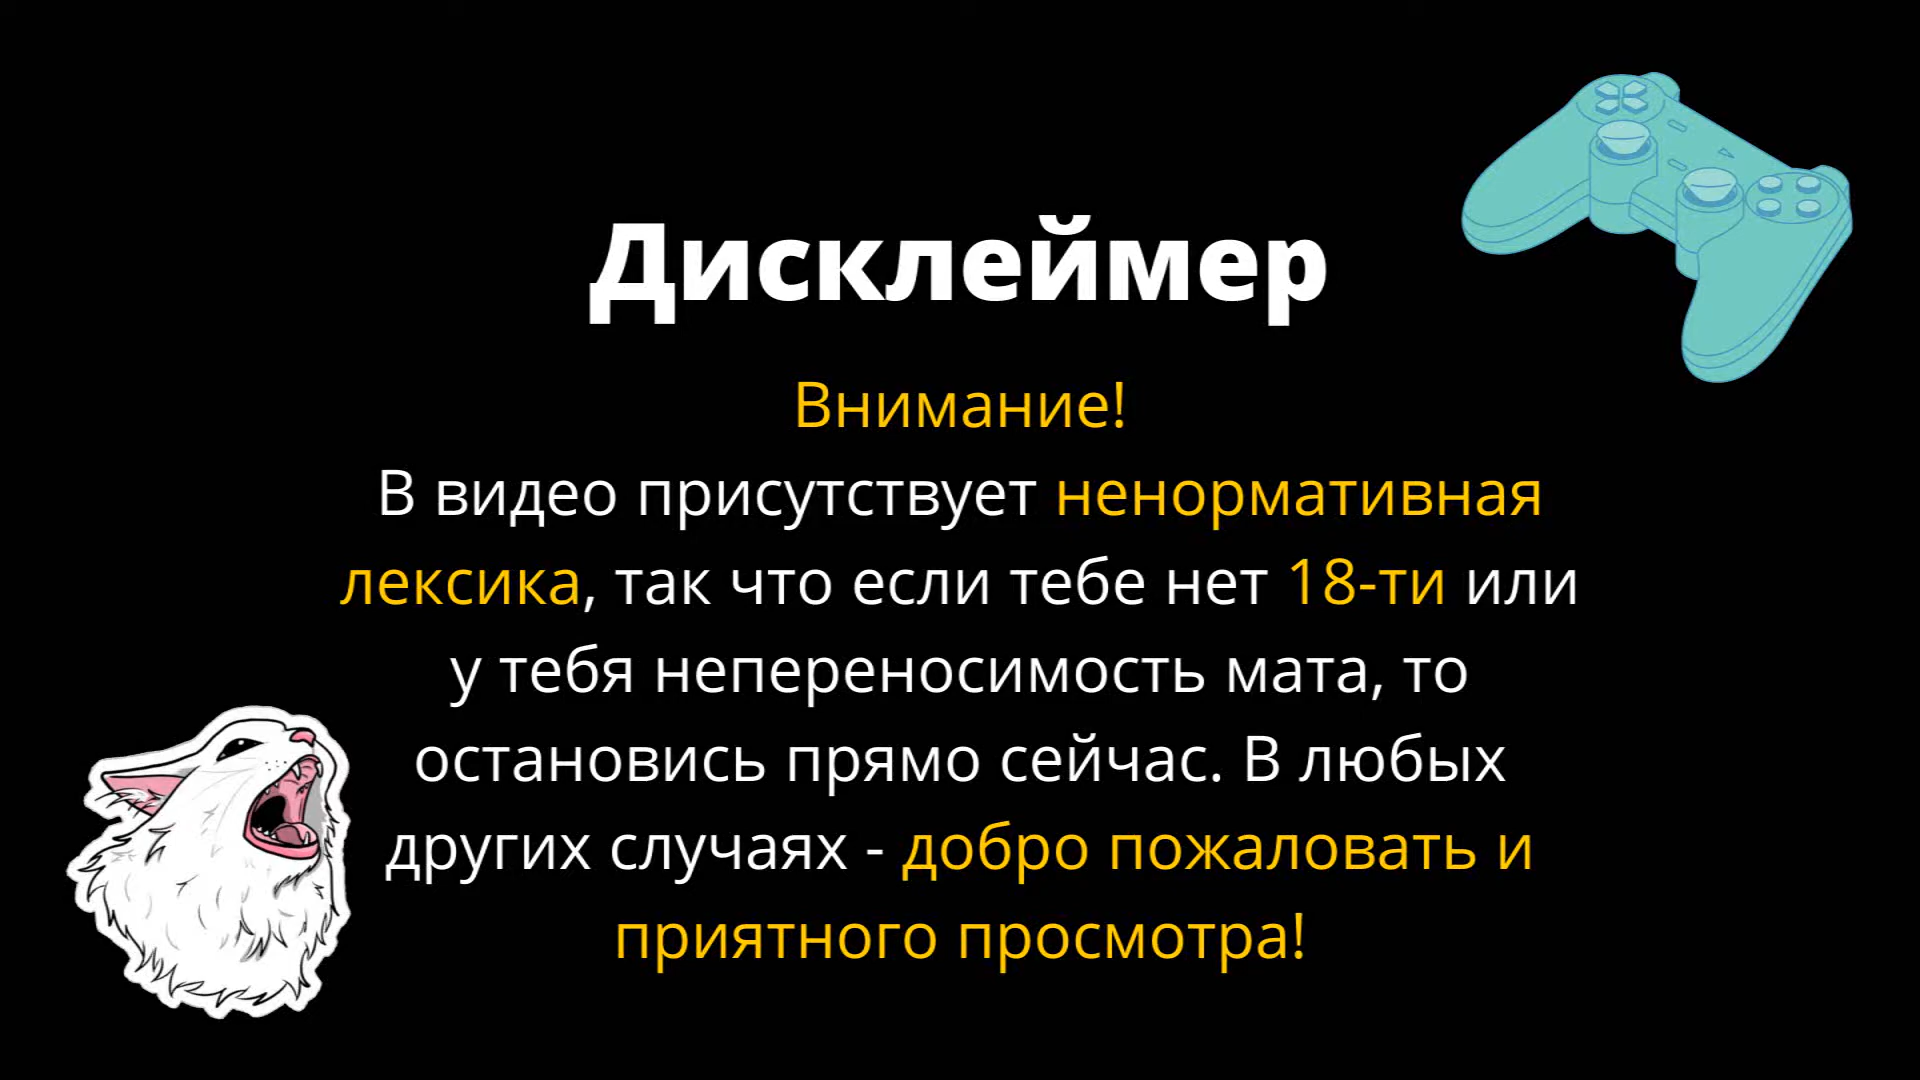 Дисклеймер
Внимание!
В видео присутствует ненормативная
лексика, так что если тебе нет 18-ти или
у тебя непереносимость мата, то
остановись прямо сейчас. В любых
других случаях - добро пожаловать и
приятного просмотра!